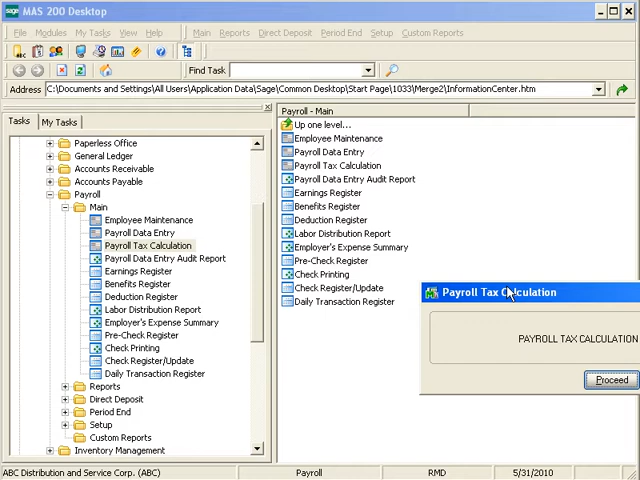 MAS 200 Desktop
File Modules My Tasks View Help Main Reports Direct Deposit Period End Setup Custom Reports
Find Task
Address C:\Documents and Settings\All Users\Application Data\Sage\Common Desktop\Start Page\1033\Merge2\InformationCenter.htm
Tasks My Tasks
Paperless Office
General Ledger
Accounts Receivable
Accounts Payable
Payroll
Main
Employee Maintenance
Payroll Data Entry
Payroll Tax Calculation
Payroll Data Entry Audit Report
Earnings Register
Benefits Register
Deduction Register
Labor Distribution Report
Employer's Expense Summary
Pre-Check Register
Check Printing
Check Register/Update
Daily Transaction Register
Reports
Direct Deposit
Period End
Setup
Custom Reports
Inventory Management
Payroll - Main
Up one level...
Employee Maintenance
Payroll Data Entry
Payroll Tax Calculation
Payroll Data Entry Audit Report
Earnings Register
Benefits Register
Deduction Register
Labor Distribution Report
Employer's Expense Summary
Pre-Check Register
Check Printing
Check Register/Update
Daily Transaction Register
Payroll Tax Calculation
PAYROLL TAX CALCULATION
Proceed
ABC Distribution and Service Corp. (ABC) Payroll RMD 5/31/2010